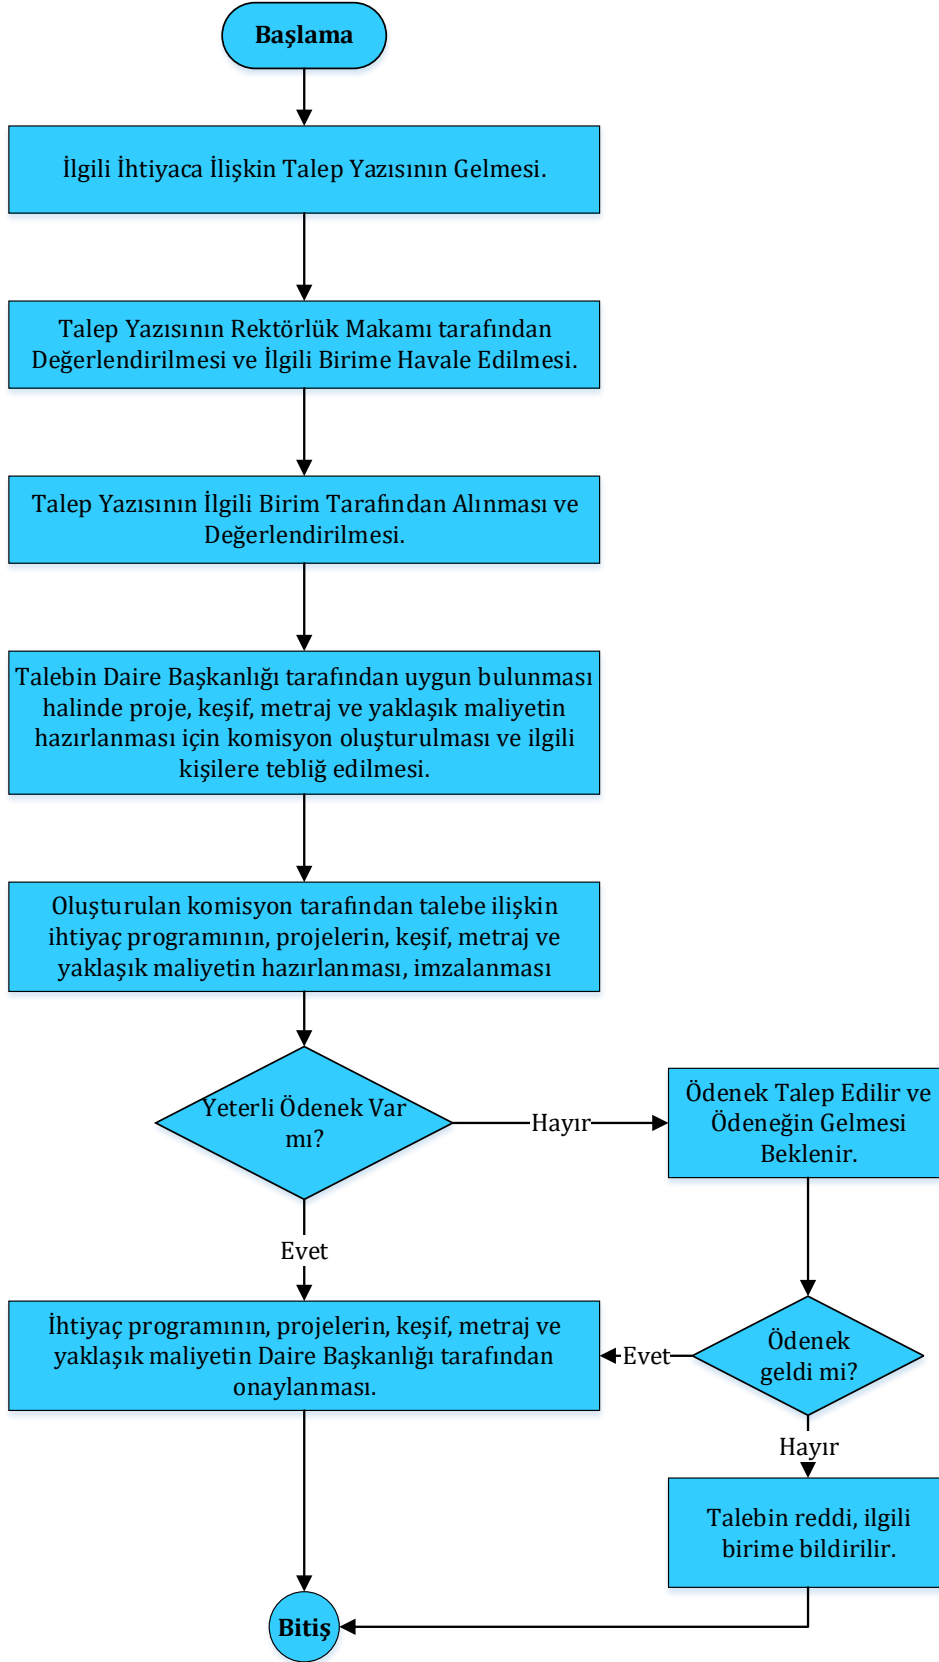 Başlama
İlgili İhtiyaca İlişkin Talep Yazısının Gelmesi.
Talep Yazısının Rektörlük Makamı tarafından
Değerlendirilmesi ve İlgili Birime Havale Edilmesi.
Talep Yazısının İlgili Birim Tarafından Alınması ve
Değerlendirilmesi.
Talebin Daire Başkanlığı tarafından uygun bulunması
halinde proje, keşif, metraj ve yaklaşık maliyetin
hazırlanması için komisyon oluşturulması ve ilgili
kişilere tebliğ edilmesi.
Oluşturulan komisyon tarafından talebe ilişkin
ihtiyaç programının, projelerin, keşif, metraj ve
yaklaşık maliyetin hazırlanması, imzalanması
Yeterli Ödenek Var
mı?
Hayır
Ödenek Talep Edilir ve
Ödeneğin Gelmesi
Beklenir.
Evet
İhtiyaç programının, projelerin, keşif, metraj ve
yaklaşık maliyetin Daire Başkanlığı tarafından
onaylanması.
Evet
Ödenek
geldi mi?
Hayır
Talebin reddi, ilgili
birime bildirilir.
Bitiş